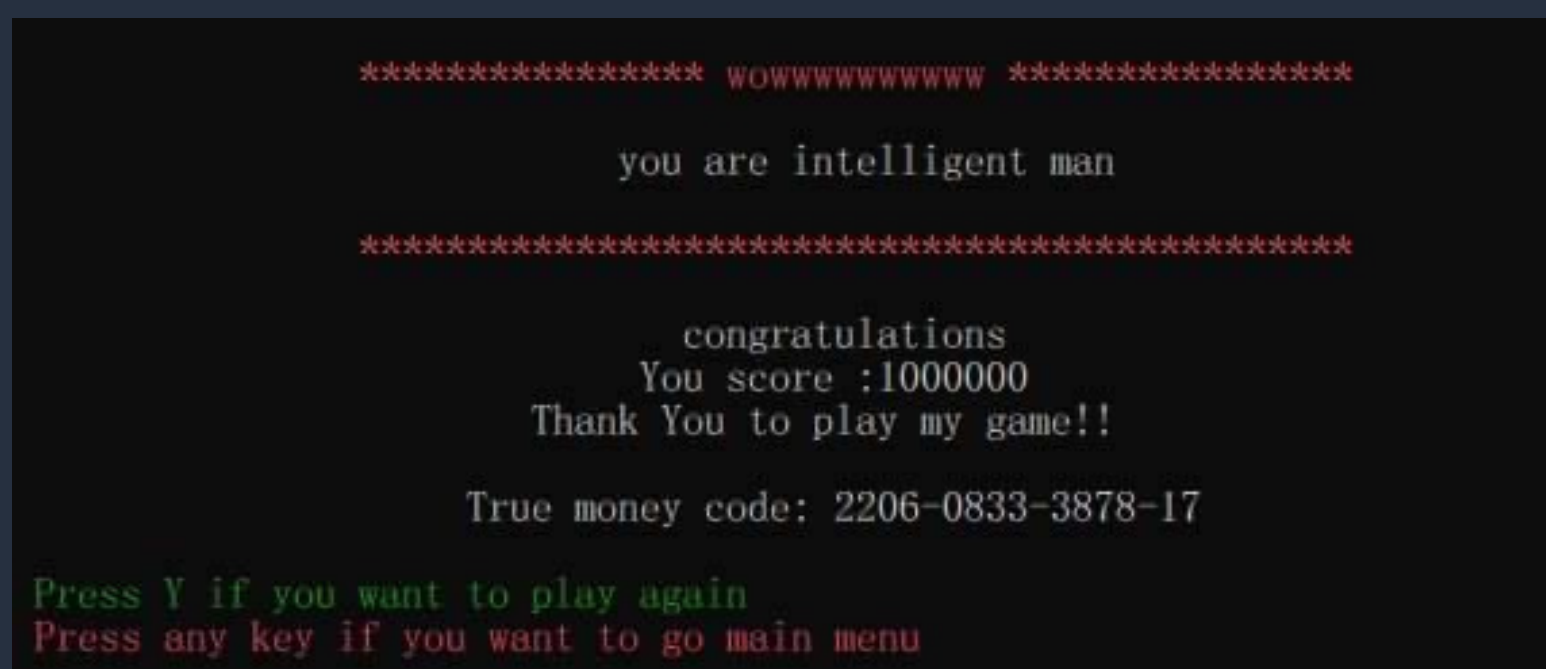 **************** wowwwwwwwwww ****************
you are intelligent man
**********************************************
congratulations
You score :1000000
Thank You to play my game!!
True money code: 2206-0833-3878-17
Press Y if you want to play again
Press any key if you want to go main menu